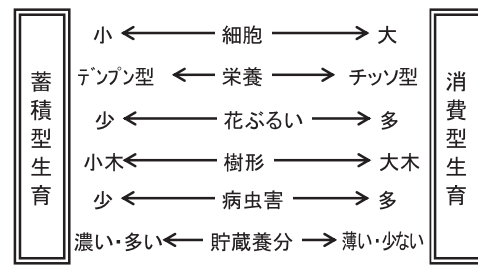 蓄積型生育
小 細胞 大
デンプン型 栄養 チッソ型
少 花ぶるい 多
小木 樹形 大木
少 病虫害 多
濃い・多い 貯蔵養分 薄い・少ない
消費型生育